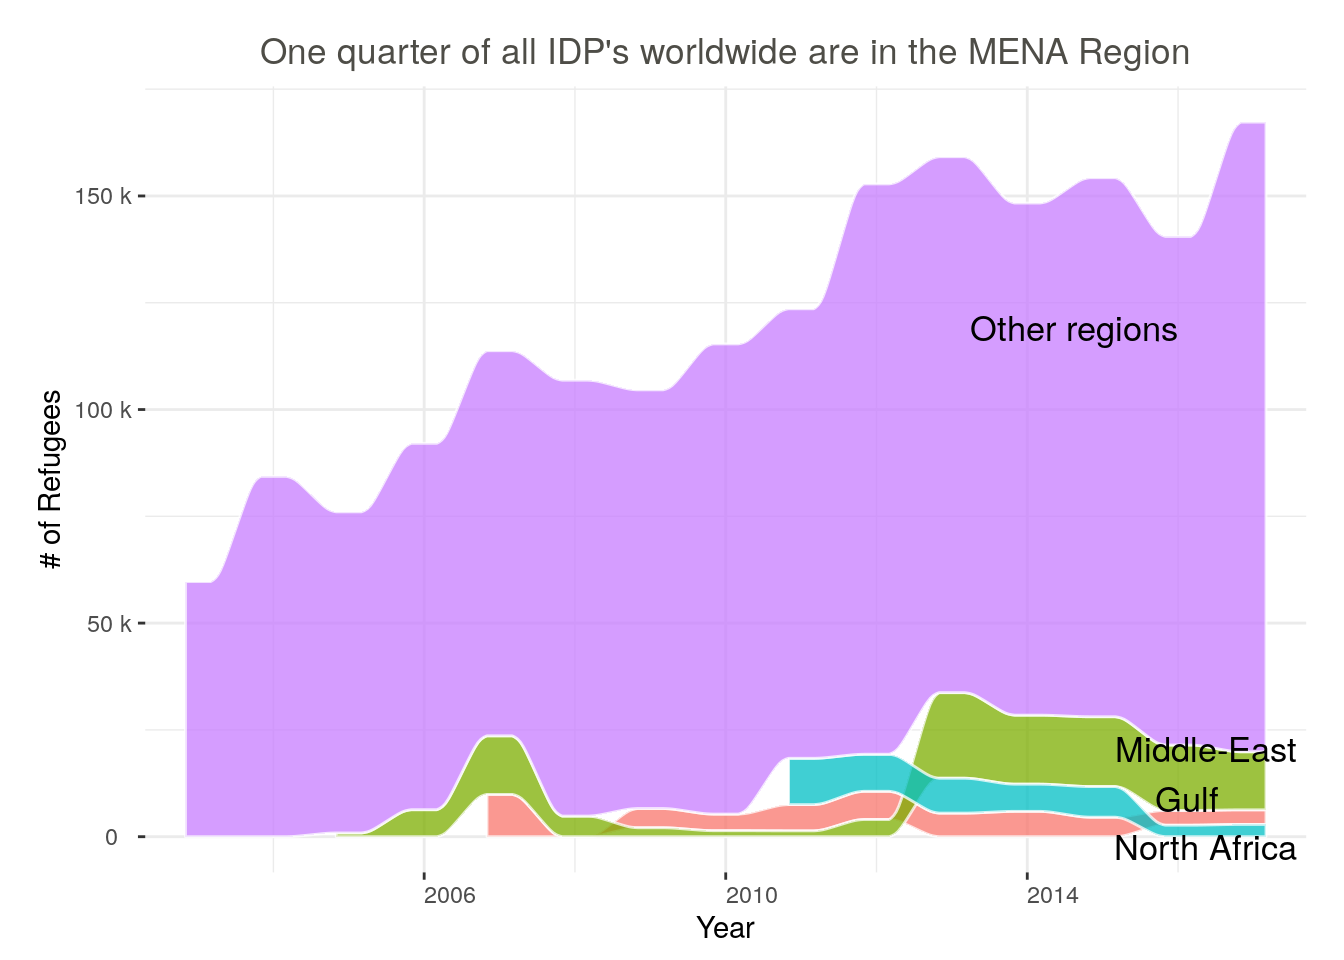 One quarter of all IDP's worldwide are in the MENA Region
150 k
100 k
50 k
0
# of Refugees
Other regions
Middle-East
Gulf
North Africa
2006
2010
2014
Year